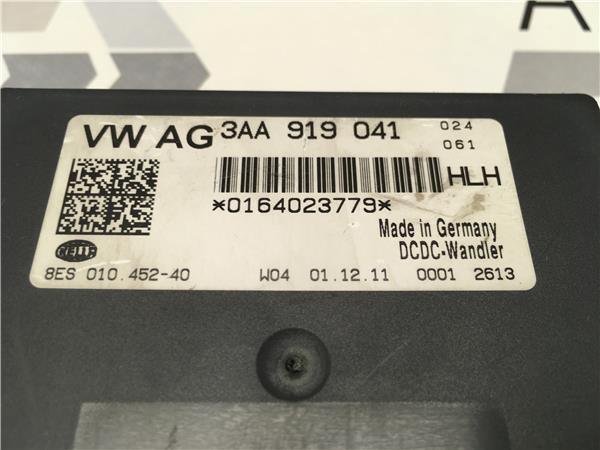 VW AG 3AA 919 041 024
061
HLH
*0164023779*
Made in Germany
DCDC-Wandler
HELLA
8ES 010.452-40 W04 01.12.11 0001 2613